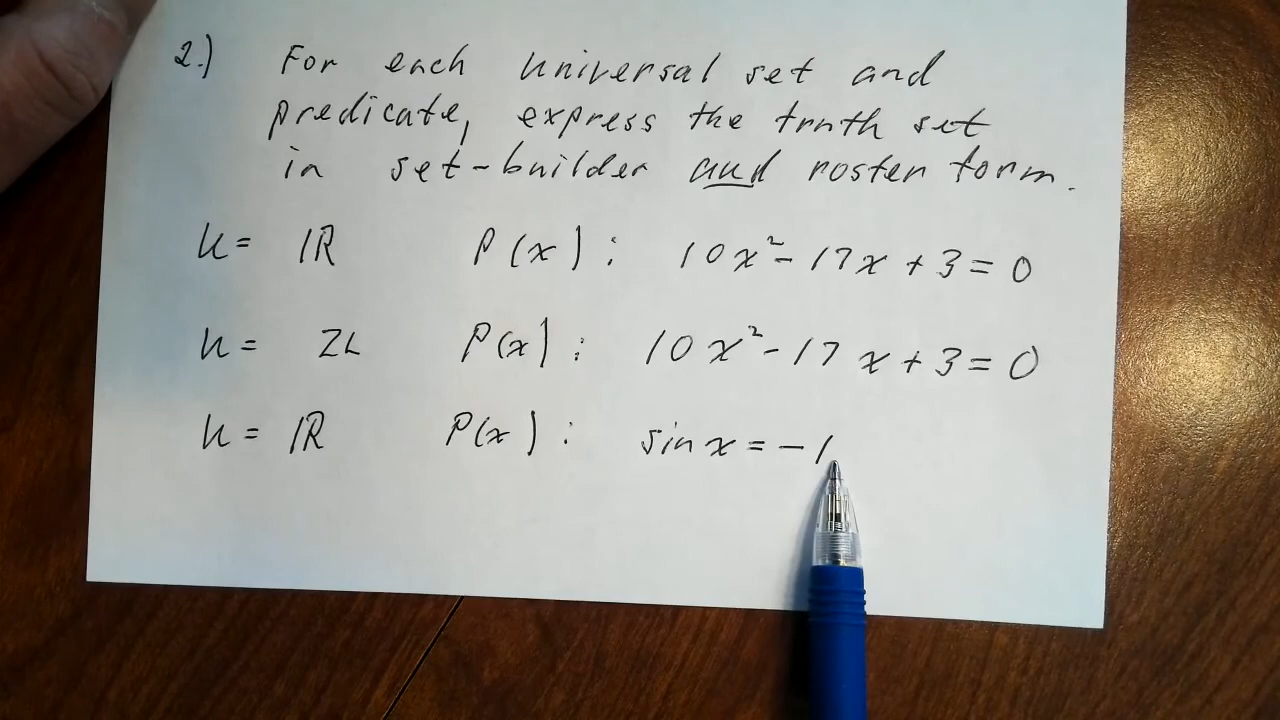 2.) For each universal set and
predicate, express the truth set
in set-builder and roster form.
U = ℝ P(x) : 10x² - 17x + 3 = 0
U = ℤ P(x) : 10x² - 17x + 3 = 0
U = ℝ P(x) : sin x = -1